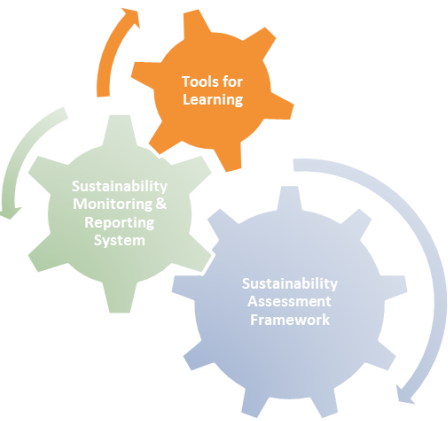 Tools for
Learning
Sustainability
Monitoring &
Reporting
System
Sustainability
Assessment
Framework